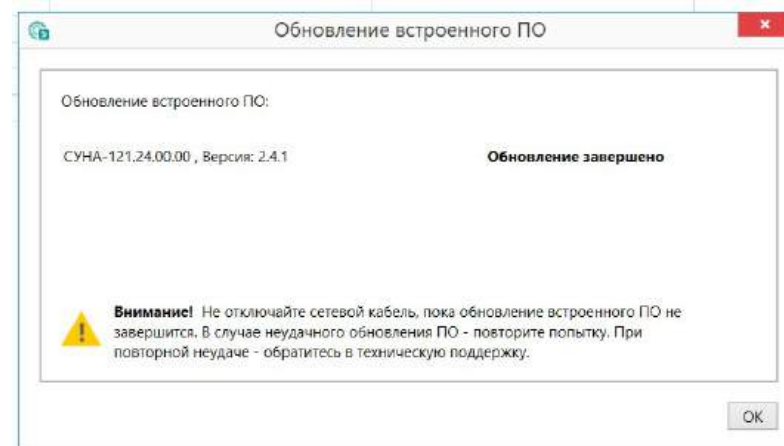 Обновление встроенного ПО
Обновление встроенного ПО:
СУНА-121.24.00.00 , Версия: 2.4.1 Обновление завершено
Внимание! Не отключайте сетевой кабель, пока обновление встроенного ПО не
завершится. В случае неудачного обновления ПО - повторите попытку. При
повторной неудаче - обратитесь в техническую поддержку.
OK